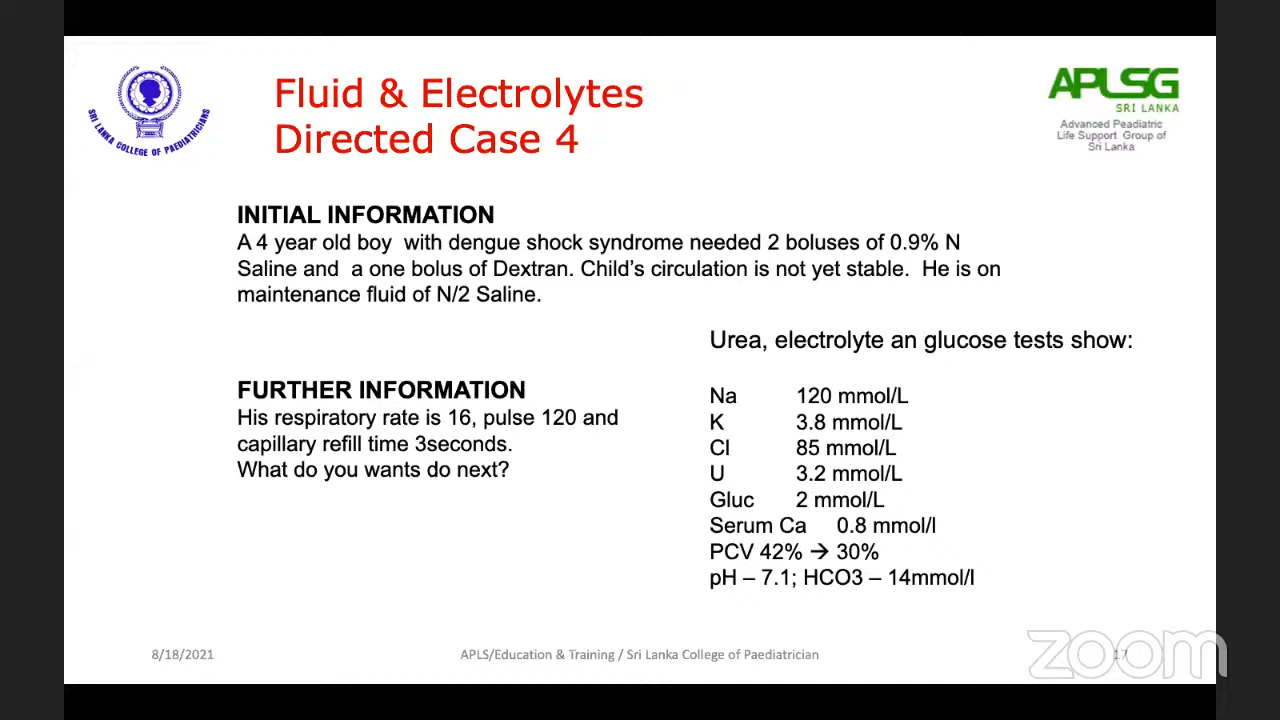 Fluid & Electrolytes
Directed Case 4
SRI LANKA COLLEGE OF PAEDIATRICIANS
APLSG
SRI LANKA
Advanced Peadiatric
Life Support Group of
Sri Lanka
INITIAL INFORMATION
A 4 year old boy with dengue shock syndrome needed 2 boluses of 0.9% N
Saline and a one bolus of Dextran. Child's circulation is not yet stable. He is on
maintenance fluid of N/2 Saline.
FURTHER INFORMATION
His respiratory rate is 16, pulse 120 and
capillary refill time 3seconds.
What do you wants do next?
Urea, electrolyte an glucose tests show:
Na 120 mmol/L
K 3.8 mmol/L
Cl 85 mmol/L
U 3.2 mmol/L
Gluc 2 mmol/L
Serum Ca 0.8 mmol/l
PCV 42% → 30%
pH – 7.1; HCO3 – 14mmol/l
8/18/2021
APLS/Education & Training / Sri Lanka College of Paediatrician
17
zoom